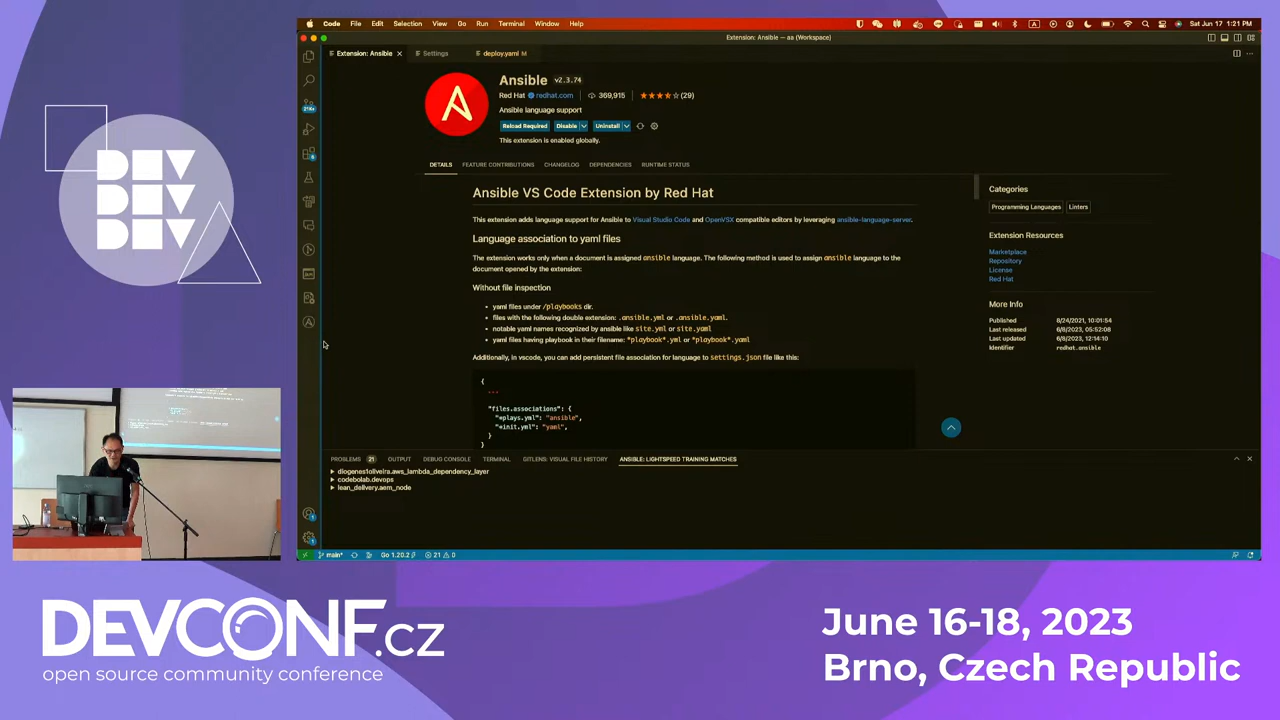 Code File Edit Selection View Go Run Terminal Window Help
Sat Jun 17 1:21 PM
Extension: Ansible — aa (Workspace)
Extension: Ansible
Settings
deploy.yaml M
Ansible v2.3.74
Red Hat redhat.com 369,915 (29)
Ansible language support
Reload Required Disable Uninstall
This extension is enabled globally.
DETAILS FEATURE CONTRIBUTIONS CHANGELOG DEPENDENCIES RUNTIME STATUS
Ansible VS Code Extension by Red Hat
This extension adds language support for Ansible to Visual Studio Code and OpenVSX compatible editors by leveraging ansible-language-server.
Language association to yaml files
The extension works only when a document is assigned ansible language. The following method is used to assign ansible language to the
document opened by the extension:
Without file inspection
• yaml files under /playbooks dir.
• files with the following double extension: .ansible.yml or .ansible.yaml.
• notable yaml names recognized by ansible like site.yml or site.yaml
• yaml files having playbook in their filename: *playbook*.yml or *playbook*.yaml
Additionally, in vscode, you can add persistent file association for language to settings.json file like this:
{
...
"files.associations": {
"*plays.yml": "ansible",
"*init.yml": "yaml",
}
}
Categories
Programming Languages Linters
Extension Resources
Marketplace
Repository
License
Red Hat
More Info
Published 8/24/2021, 10:01:54
Last released 6/8/2023, 05:52:08
Last updated 6/8/2023, 12:14:10
Identifier redhat.ansible
PROBLEMS 21 OUTPUT DEBUG CONSOLE TERMINAL GITLENS: VISUAL FILE HISTORY ANSIBLE: LIGHTSPEED TRAINING MATCHES
diogenes1oliveira.aws_lambda_dependency_layer
codebolab.devops
lean_delivery.aem_node
main* Go 1.20.2 21 0
DEV
DEV
DEV
DEVCONF.cz
open source community conference
June 16-18, 2023
Brno, Czech Republic